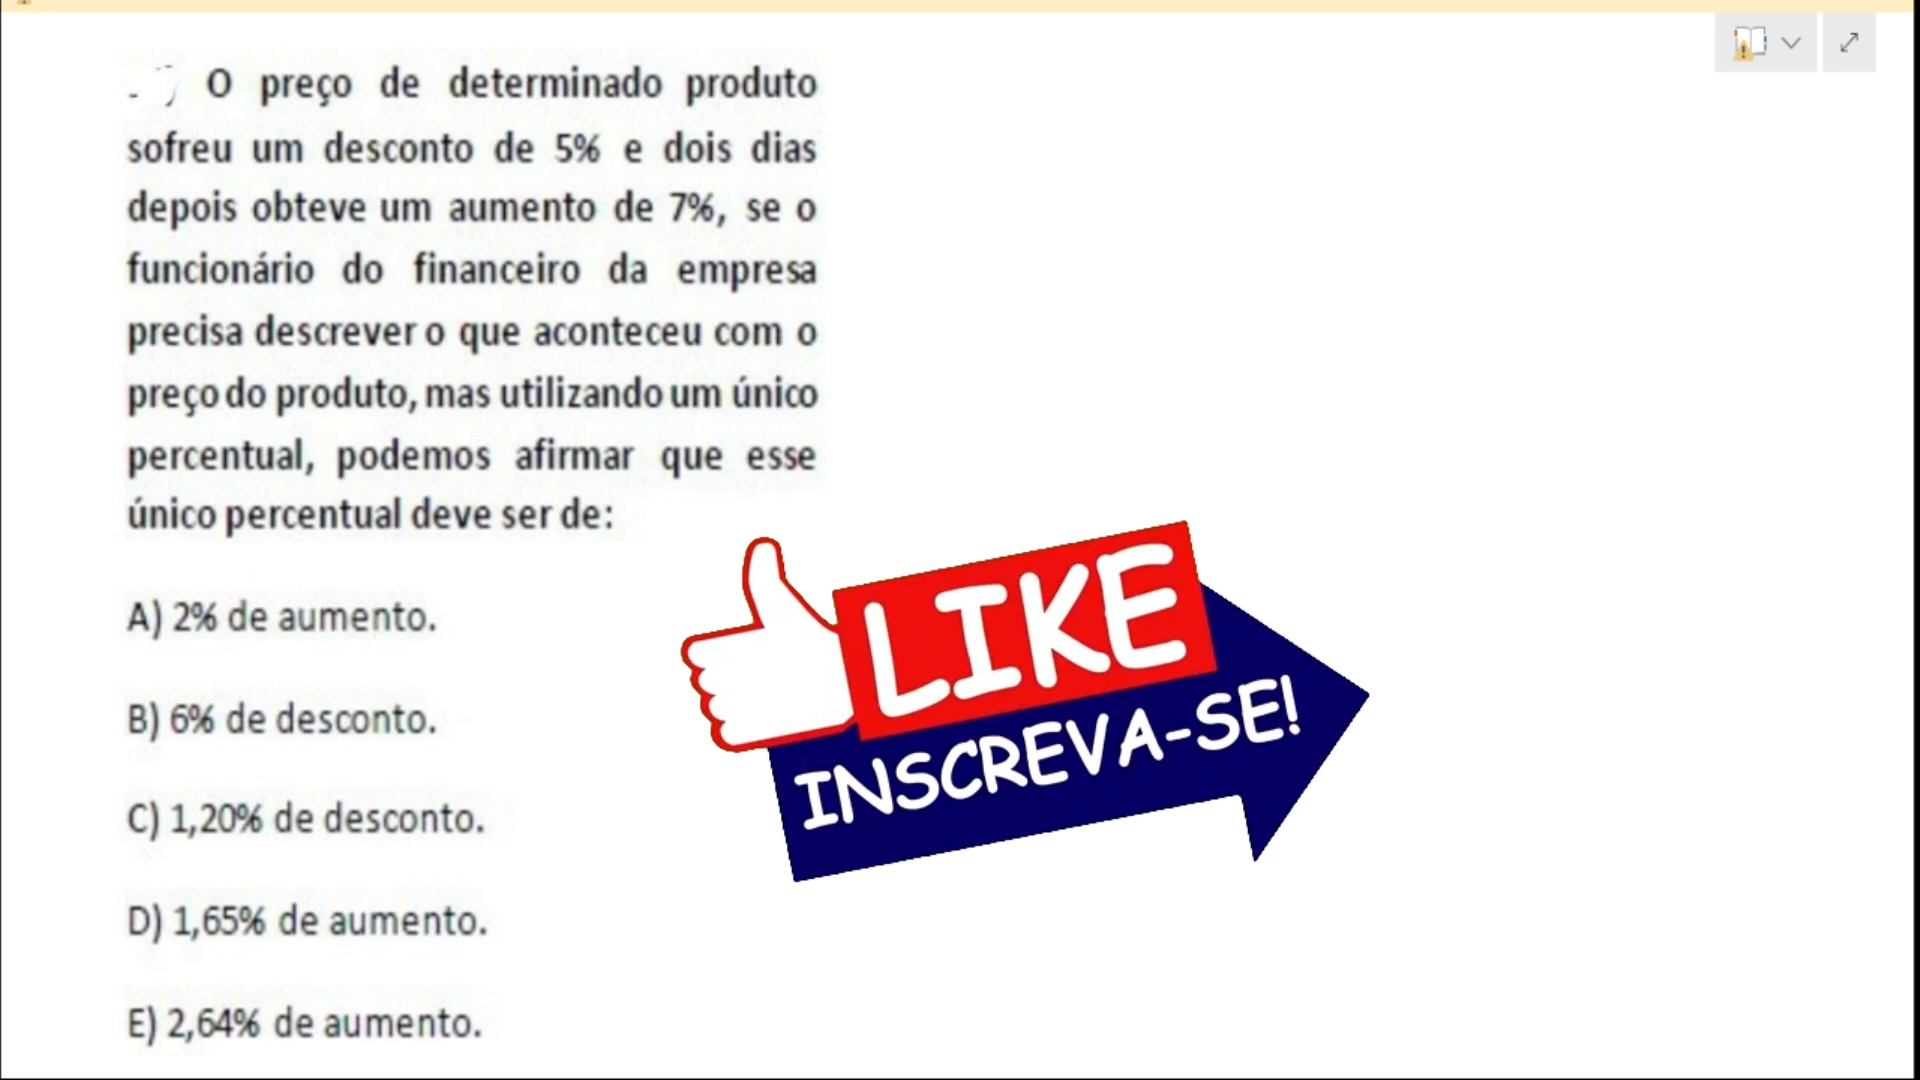 O preço de determinado produto
sofreu um desconto de 5% e dois dias
depois obteve um aumento de 7%, se o
funcionário do financeiro da empresa
precisa descrever o que aconteceu com o
preço do produto, mas utilizando um único
percentual, podemos afirmar que esse
único percentual deve ser de:
A) 2% de aumento.
B) 6% de desconto.
C) 1,20% de desconto.
D) 1,65% de aumento.
E) 2,64% de aumento.
LIKE
INSCREVA-SE!